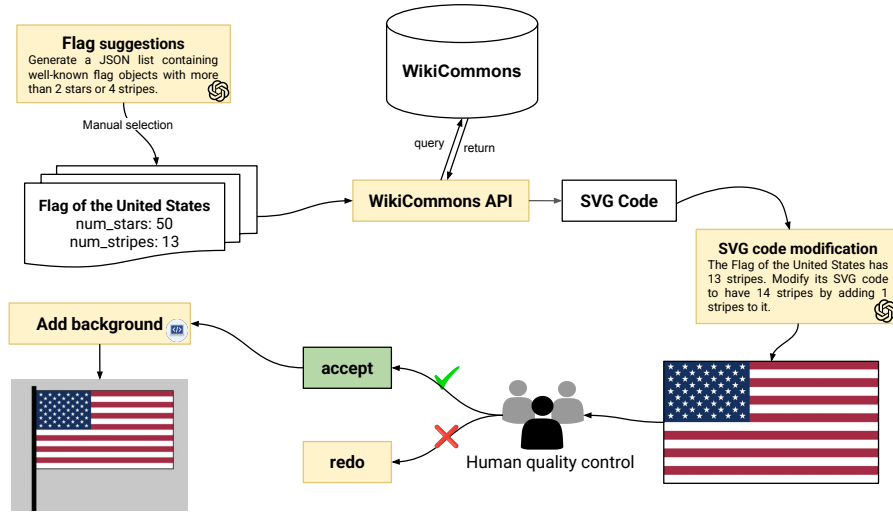 Flag suggestions
Generate a JSON list containing
well-known flag objects with more
than 2 stars or 4 stripes.
Manual selection
WikiCommons
query
return
Flag of the United States
num_stars: 50
num_stripes: 13
WikiCommons API
SVG Code
SVG code modification
The Flag of the United States has
13 stripes. Modify its SVG code
to have 14 stripes by adding 1
stripes to it.
Add background
accept
redo
Human quality control